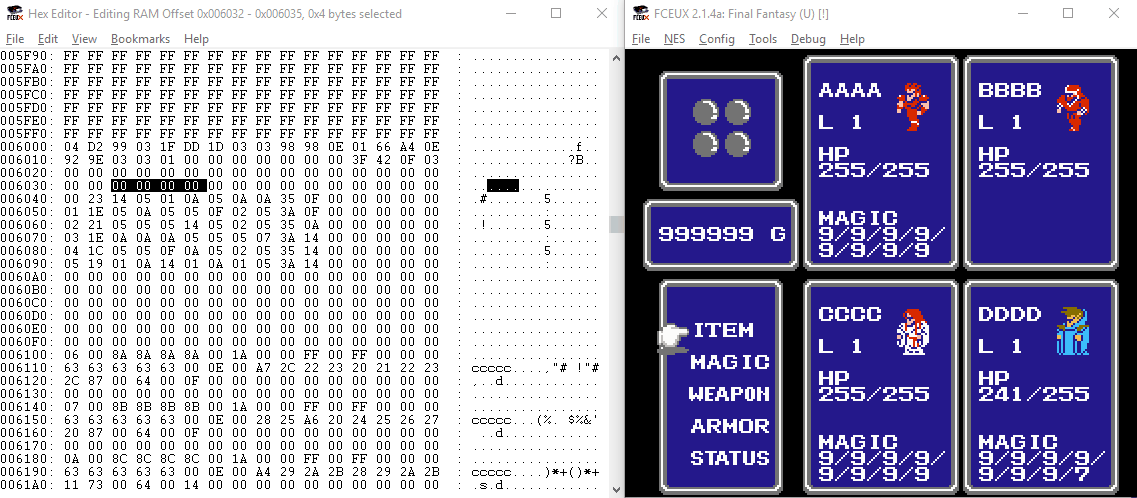 Hex Editor - Editing RAM Offset 0x006032 - 0x006035, 0x4 bytes selected
File Edit View Bookmarks Help
005F90: FF FF FF FF FF FF FF FF FF FF FF FF FF FF FF FF : ................
005FA0: FF FF FF FF FF FF FF FF FF FF FF FF FF FF FF FF : ................
005FB0: FF FF FF FF FF FF FF FF FF FF FF FF FF FF FF FF : ................
005FC0: FF FF FF FF FF FF FF FF FF FF FF FF FF FF FF FF : ................
005FD0: FF FF FF FF FF FF FF FF FF FF FF FF FF FF FF FF : ................
005FE0: FF FF FF FF FF FF FF FF FF FF FF FF FF FF FF FF : ................
005FF0: FF FF FF FF FF FF FF FF FF FF FF FF FF FF FF FF : ................
006000: 04 D2 99 03 1F DD 1D 03 03 98 98 0E 01 66 A4 0E : .............f..
006010: 92 9E 03 03 01 00 00 00 00 00 00 00 3F 42 0F 03 : ............?B..
006020: 00 00 00 00 00 00 00 00 00 00 00 00 00 00 00 00 : ................
006030: 00 00 00 00 00 00 00 00 00 00 00 00 00 00 00 00 : ................
006040: 00 23 14 05 01 0A 05 0A 0A 35 0F 00 00 00 00 00 : .#.......5......
006050: 01 1E 05 0A 05 05 0F 02 05 3A 0F 00 00 00 00 00 : .........:......
006060: 02 21 05 05 05 14 05 02 05 35 0A 00 00 00 00 00 : .!.......5......
006070: 03 1E 0A 0A 0A 05 05 05 07 3A 14 00 00 00 00 00 : .........:......
006080: 04 1C 05 05 0F 0A 05 02 05 35 14 00 00 00 00 00 : .........5......
006090: 05 19 01 0A 14 01 0A 01 05 3A 14 00 00 00 00 00 : .........:......
0060A0: 00 00 00 00 00 00 00 00 00 00 00 00 00 00 00 00 : ................
0060B0: 00 00 00 00 00 00 00 00 00 00 00 00 00 00 00 00 : ................
0060C0: 00 00 00 00 00 00 00 00 00 00 00 00 00 00 00 00 : ................
0060D0: 00 00 00 00 00 00 00 00 00 00 00 00 00 00 00 00 : ................
0060E0: 00 00 00 00 00 00 00 00 00 00 00 00 00 00 00 00 : ................
0060F0: 00 00 00 00 00 00 00 00 00 00 00 00 00 00 00 00 : ................
006100: 06 00 8A 8A 8A 8A 00 1A 00 00 FF FF 00 00 00 00 : ................
006110: 63 63 63 63 63 00 0E 00 A7 2C 22 23 20 21 22 23 : ccccc....,"# !"#
006120: 2C 87 00 64 00 0F 00 00 00 00 00 00 00 00 00 00 : ,..d............
006130: 00 00 00 00 00 00 00 00 00 00 00 00 00 00 00 00 : ................
006140: 07 00 8B 8B 8B 8B 00 1A 00 00 FF FF 00 00 00 00 : ................
006150: 63 63 63 63 63 00 0E 00 28 25 A6 20 24 25 26 27 : ccccc...(%. $%&'
006160: 20 87 00 64 00 0F 00 00 00 00 00 00 00 00 00 00 :  ..d............
006170: 00 00 00 00 00 00 00 00 00 00 00 00 00 00 00 00 : ................
006180: 0A 00 8C 8C 8C 8C 00 1A 00 00 FF FF 00 00 00 00 : ................
006190: 63 63 63 63 63 00 0E 00 A4 29 2A 2B 28 29 2A 2B : ccccc....)*+()*+
0061A0: 11 73 00 64 00 14 00 00 00 00 00 00 00 00 00 00 : .s.d............
FCEUX 2.1.4a: Final Fantasy (U) [!]
File NES Config Tools Debug Help
AAAA
L 1
HP
255/255
MAGIC
9/9/9/9/
9/9/9/9
BBBB
L 1
HP
255/255
999999 G
ITEM
MAGIC
WEAPON
ARMOR
STATUS
CCCC
L 1
HP
255/255
MAGIC
9/9/9/9/
9/9/9/9
DDDD
L 1
HP
241/255
MAGIC
9/9/9/9/
9/9/9/7